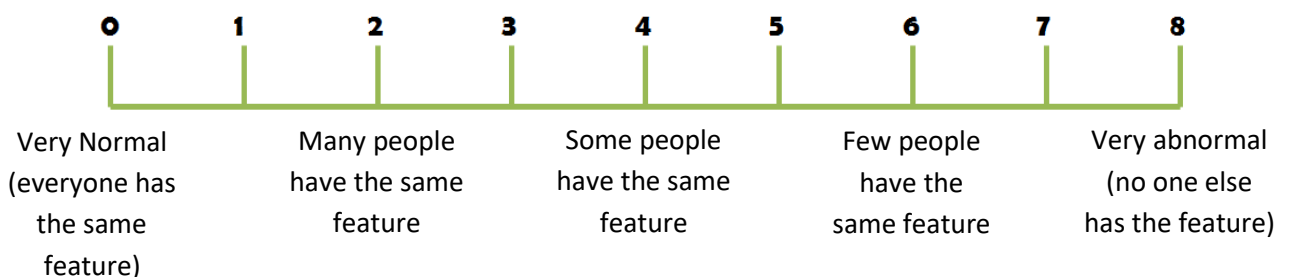 0 1 2 3 4 5 6 7 8
Very Normal
(everyone has
the same
feature)
Many people
have the same
feature
Some people
have the same
feature
Few people
have the
same feature
Very abnormal
(no one else
has the feature)